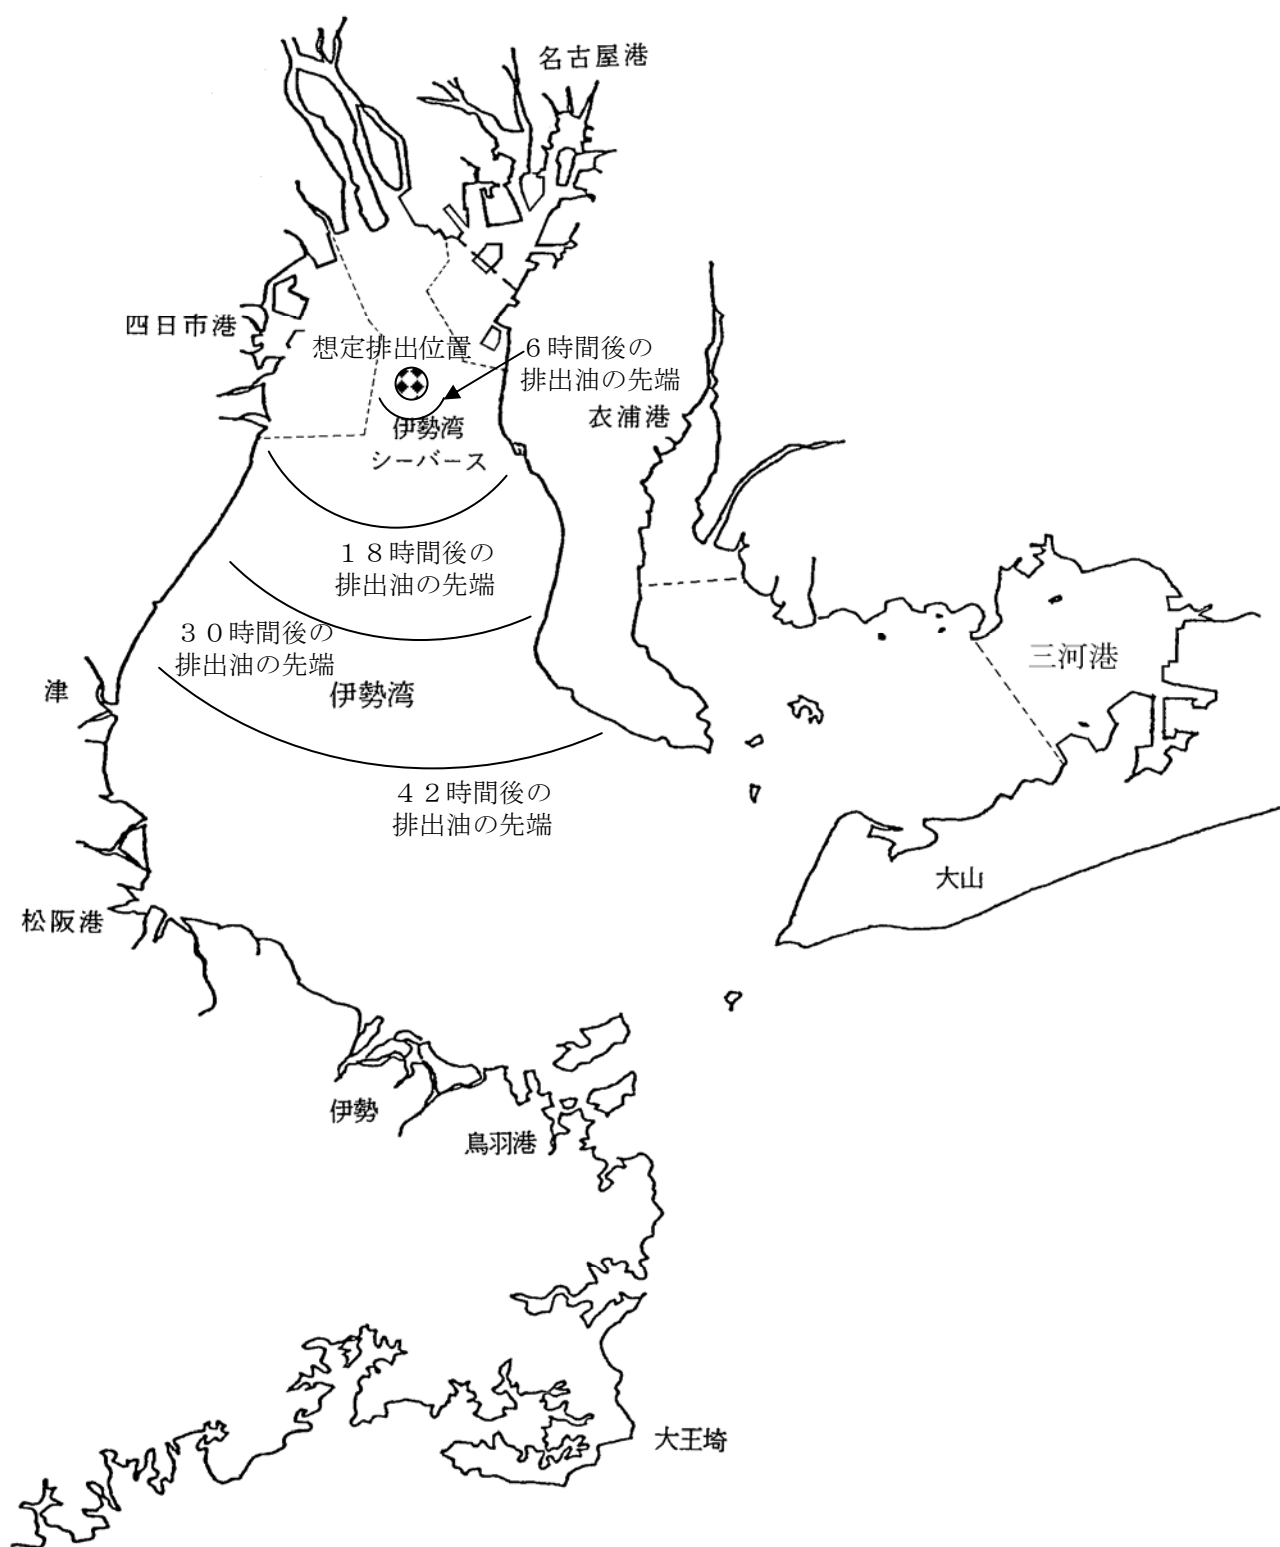 名古屋港
四日市港
想定排出位置
６時間後の
排出油の先端
衣浦港
伊勢湾
シーバース
１８時間後の
排出油の先端
３０時間後の
排出油の先端
三河港
津
伊勢湾
４２時間後の
排出油の先端
大山
松阪港
伊勢
鳥羽港
大王埼